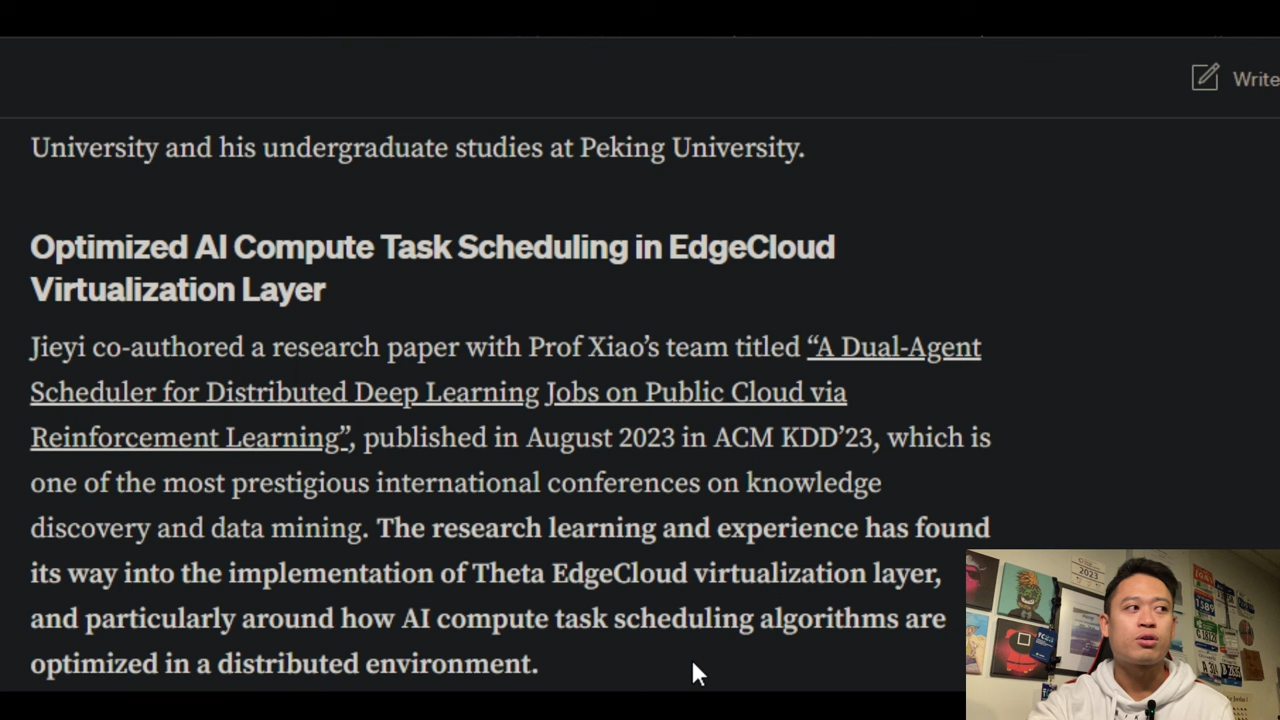 Write
University and his undergraduate studies at Peking University.
Optimized AI Compute Task Scheduling in EdgeCloud
Virtualization Layer
Jieyi co-authored a research paper with Prof Xiao’s team titled “A Dual-Agent
Scheduler for Distributed Deep Learning Jobs on Public Cloud via
Reinforcement Learning”, published in August 2023 in ACM KDD’23, which is
one of the most prestigious international conferences on knowledge
discovery and data mining. The research learning and experience has found
its way into the implementation of Theta EdgeCloud virtualization layer,
and particularly around how AI compute task scheduling algorithms are
optimized in a distributed environment.
2023